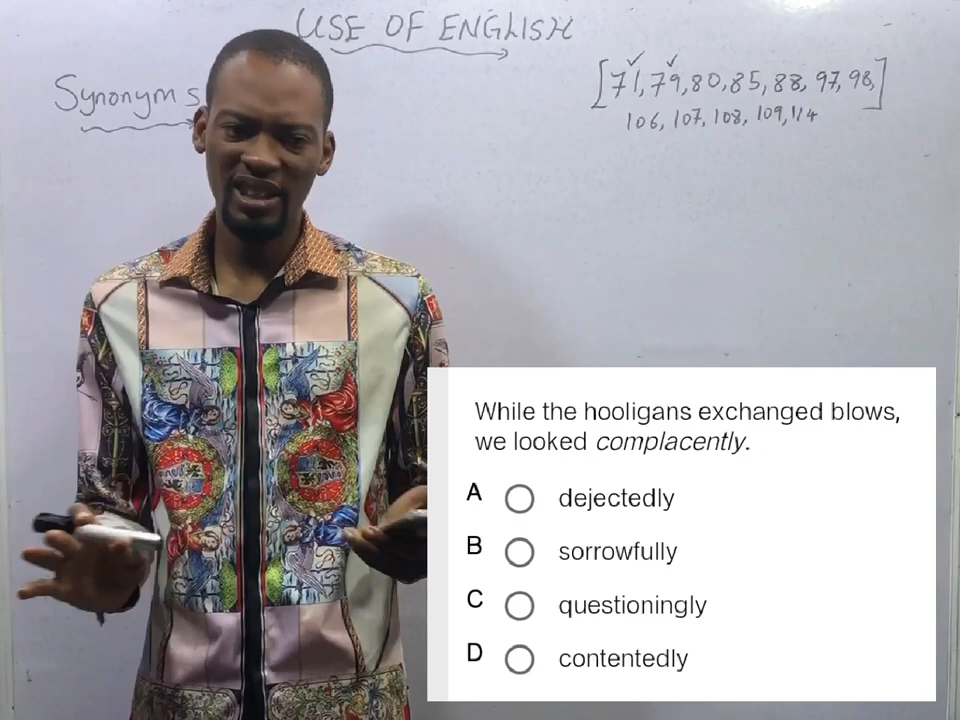 USE OF ENGLISH
Synonyms
[71, 79, 80, 85, 88, 97, 98,]
106, 107, 108, 109, 114
While the hooligans exchanged blows,
we looked complacently.
A dejectedly
B sorrowfully
C questioningly
D contentedly